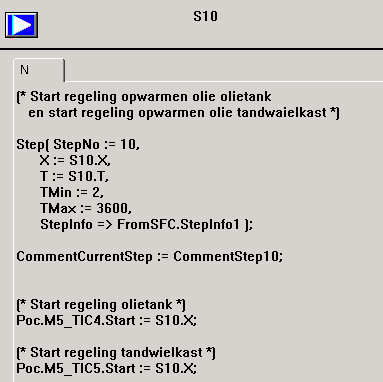 S10
N
(* Start regeling opwarmen olie olietank
en start regeling opwarmen olie tandwaielkast *)
Step( StepNo := 10,
X := S10.X,
T := S10.T,
TMin := 2,
TMax := 3600,
StepInfo => FromSFC.StepInfo1 );
CommentCurrentStep := CommentStep10;
(* Start regeling olietank *)
Poc.M5_TIC4.Start := S10.X;
(* Start regeling tandwielkast *)
Poc.M5_TIC5.Start := S10.X;